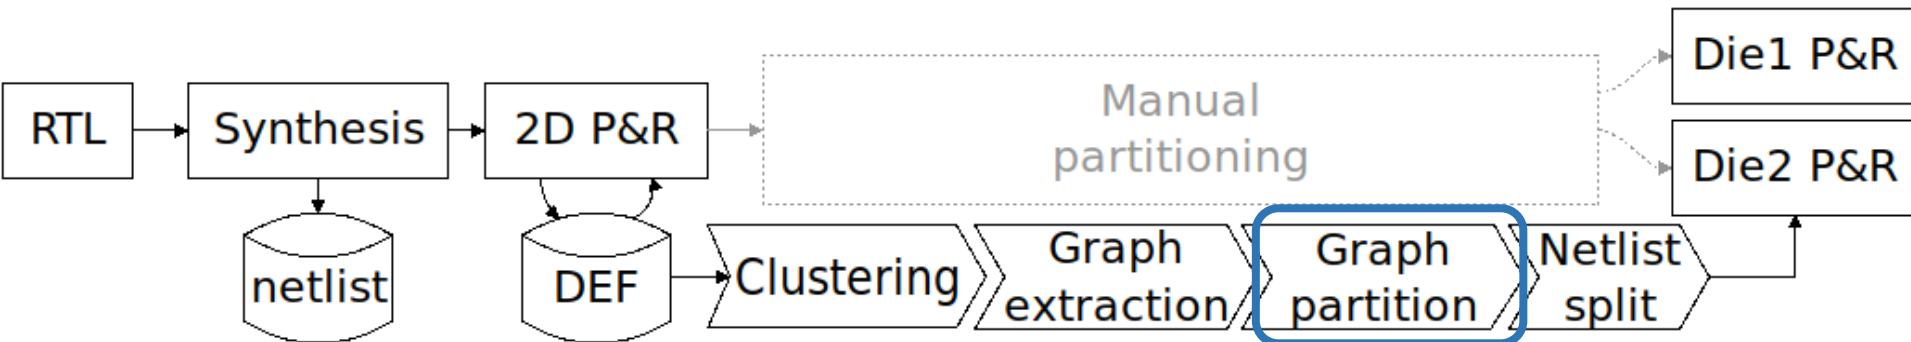 RTL
Synthesis
2D P&R
Manual
partitioning
Die1 P&R
Die2 P&R
netlist
DEF
Clustering
Graph
extraction
Graph
partition
Netlist
split